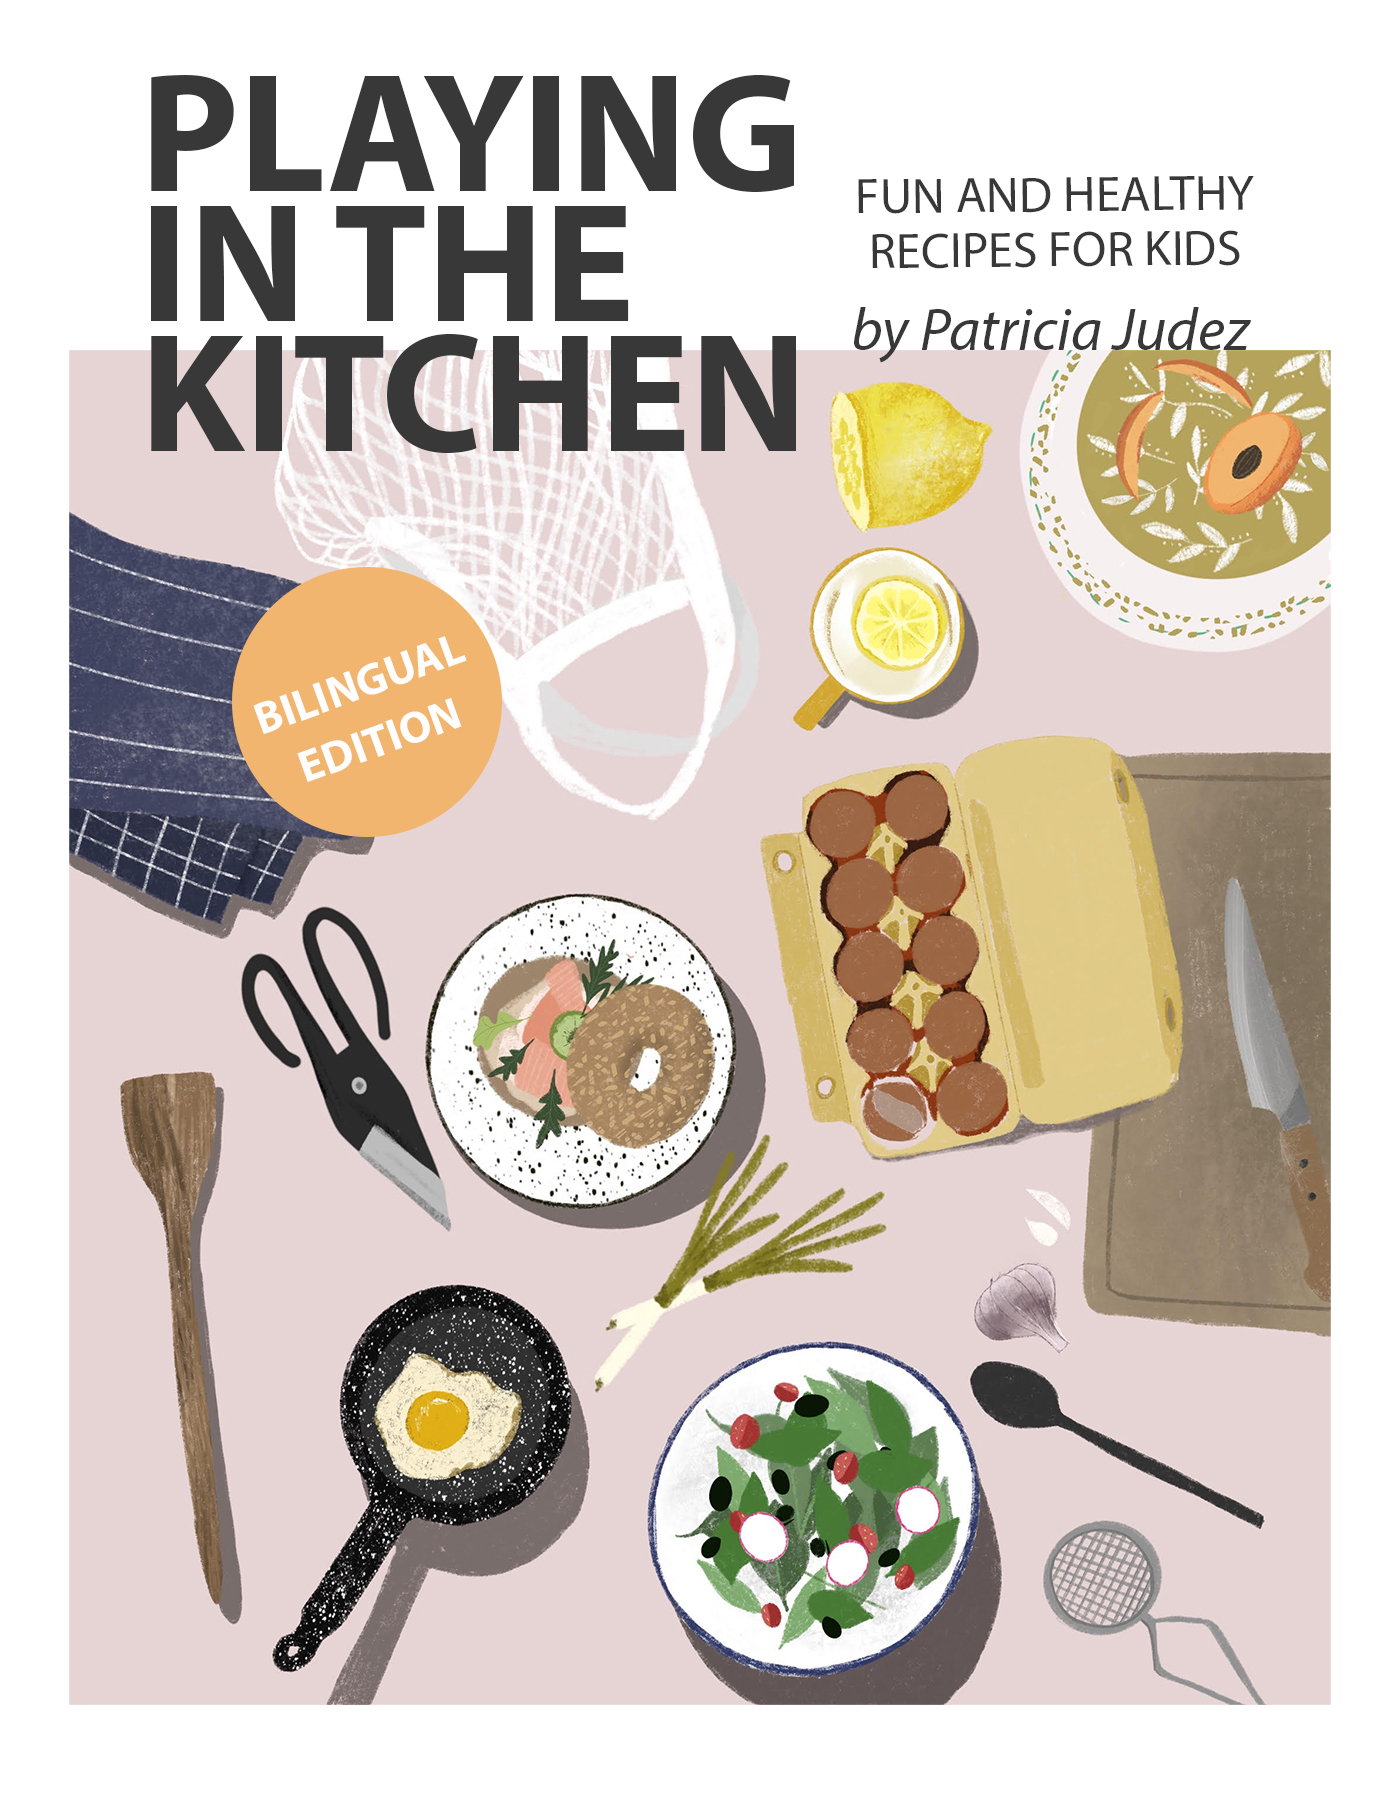 PLAYING
IN THE
KITCHEN
FUN AND HEALTHY
RECIPES FOR KIDS
by Patricia Judez
BILINGUAL
EDITION